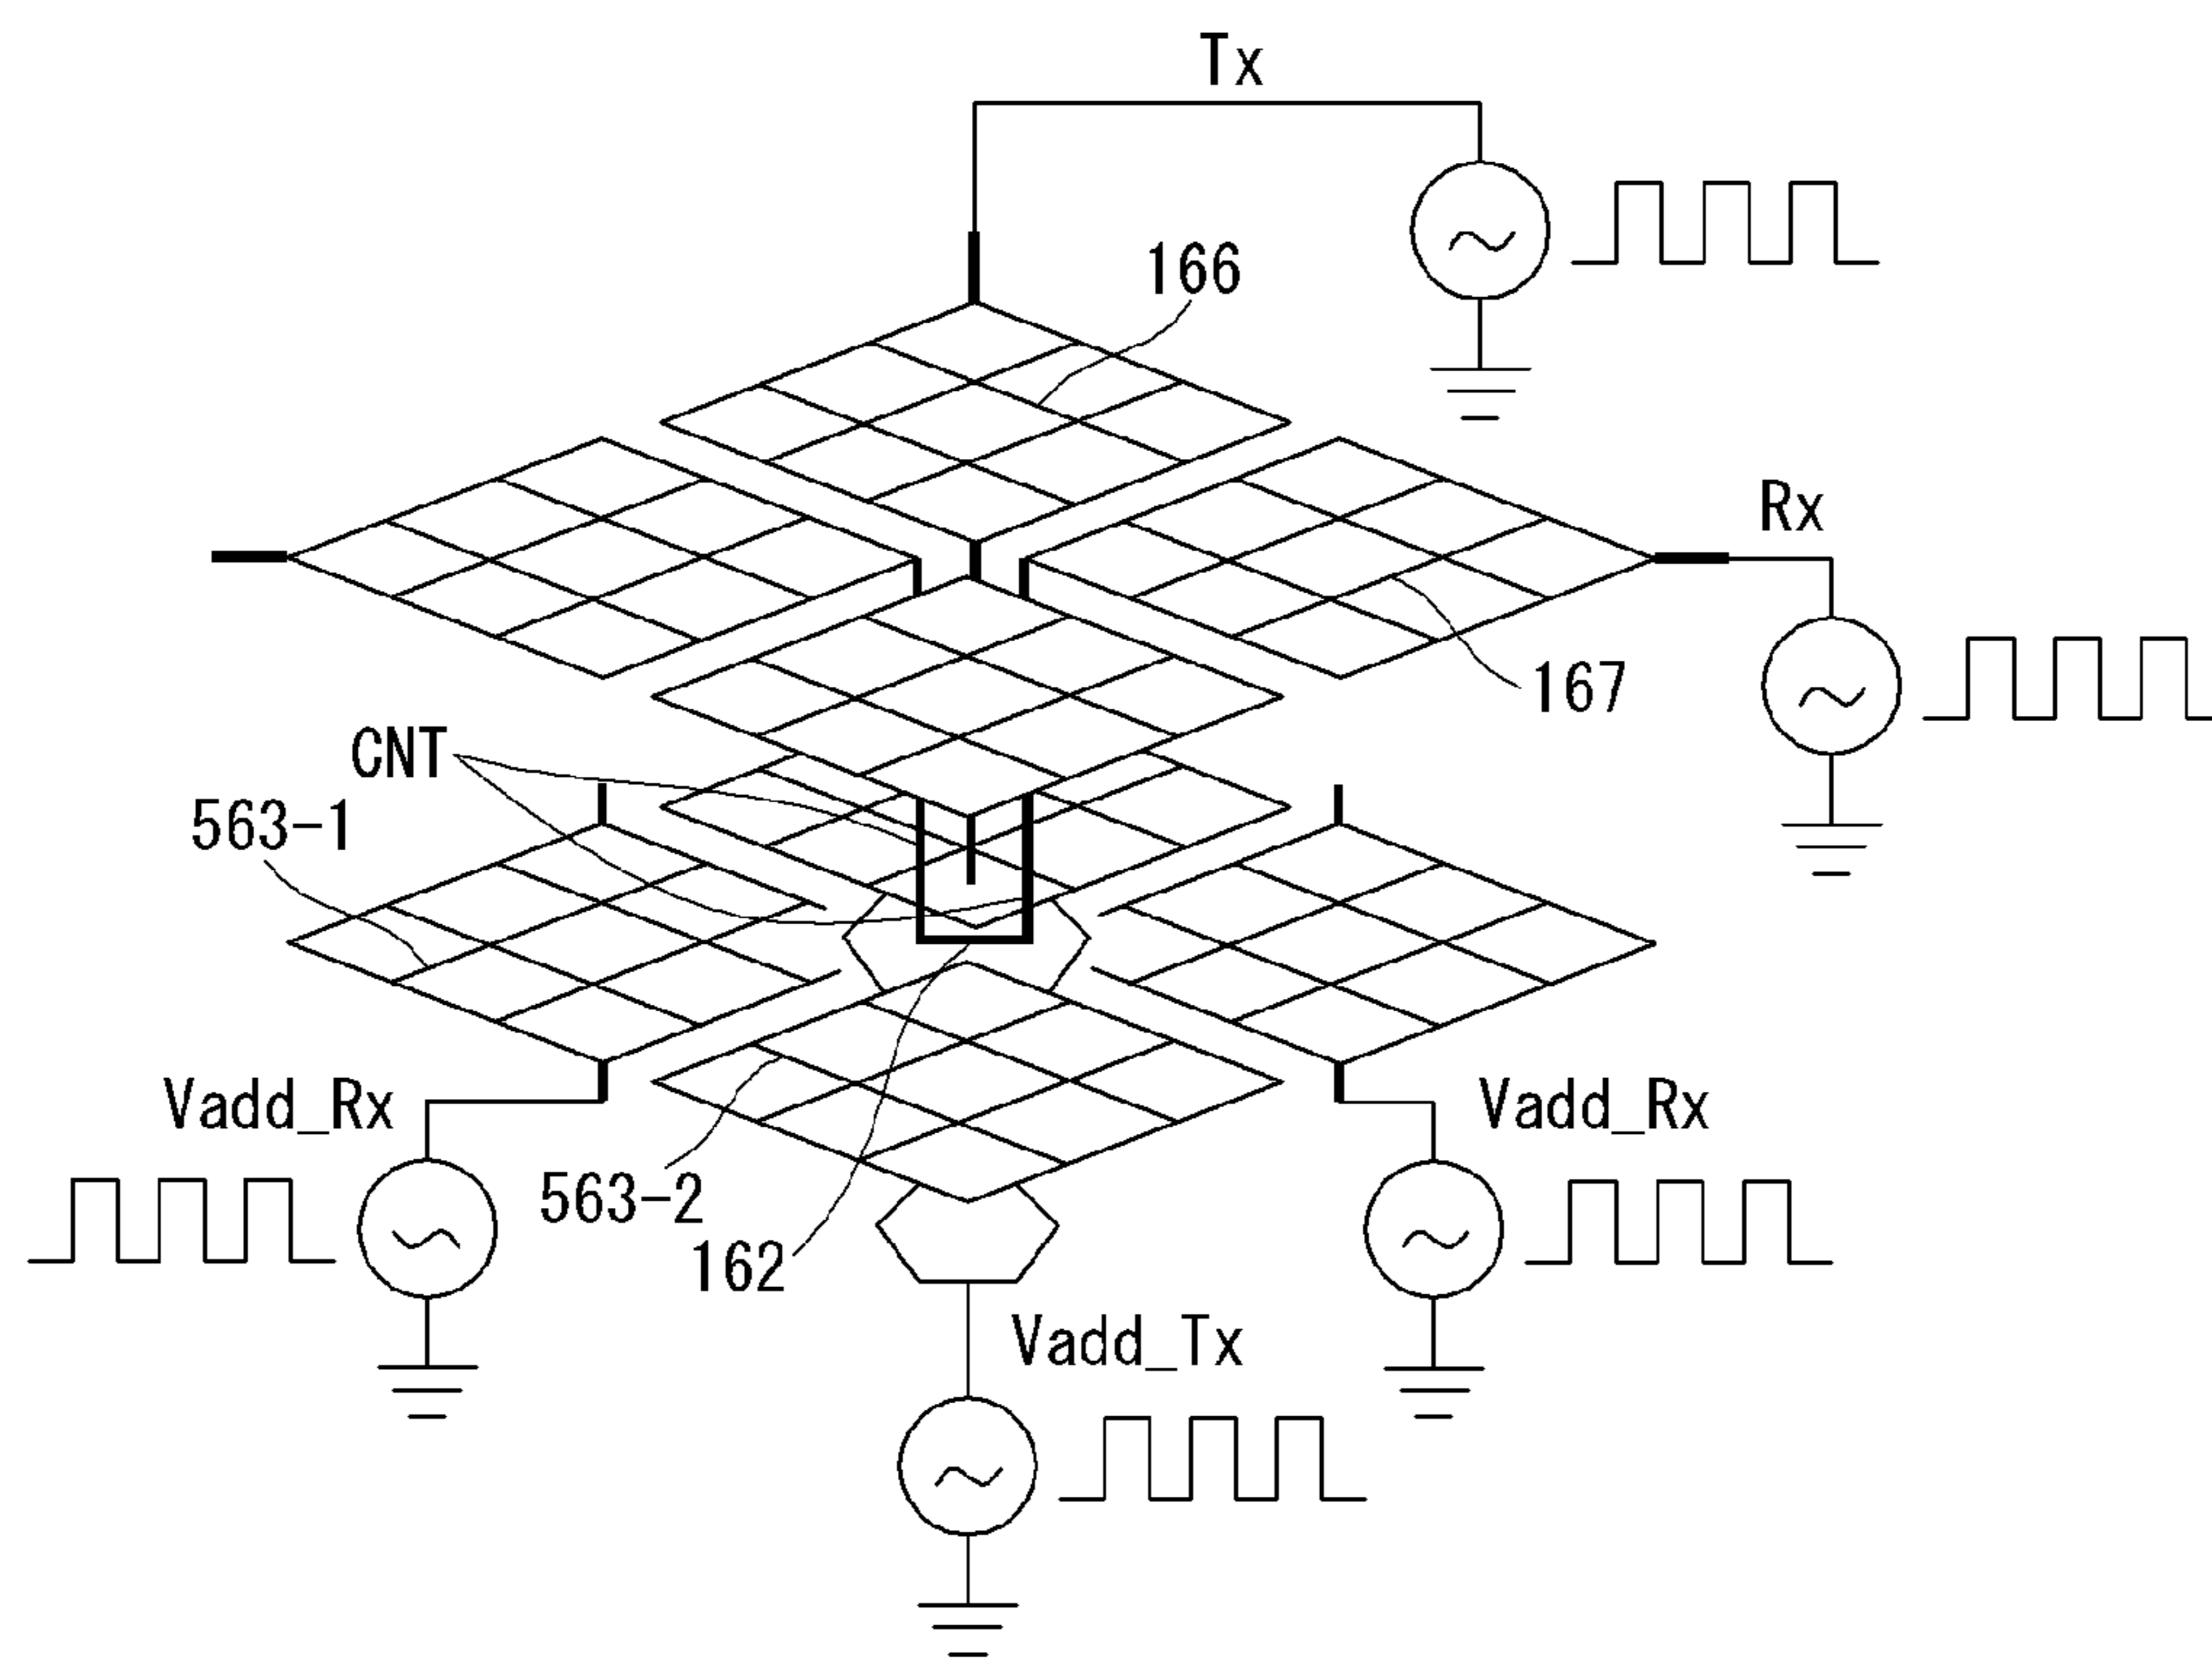 Tx
166
Rx
167
CNT
563-1
Vadd_Rx
Vadd_Rx
563-2
162
Vadd_Tx